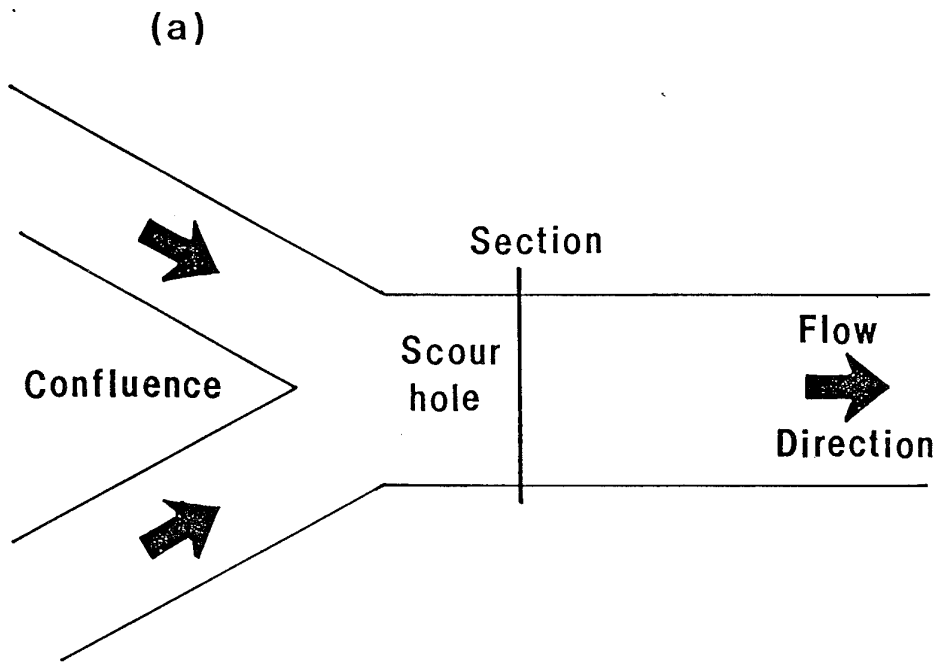 (a)
Section
Confluence
Scour
hole
Flow
Direction